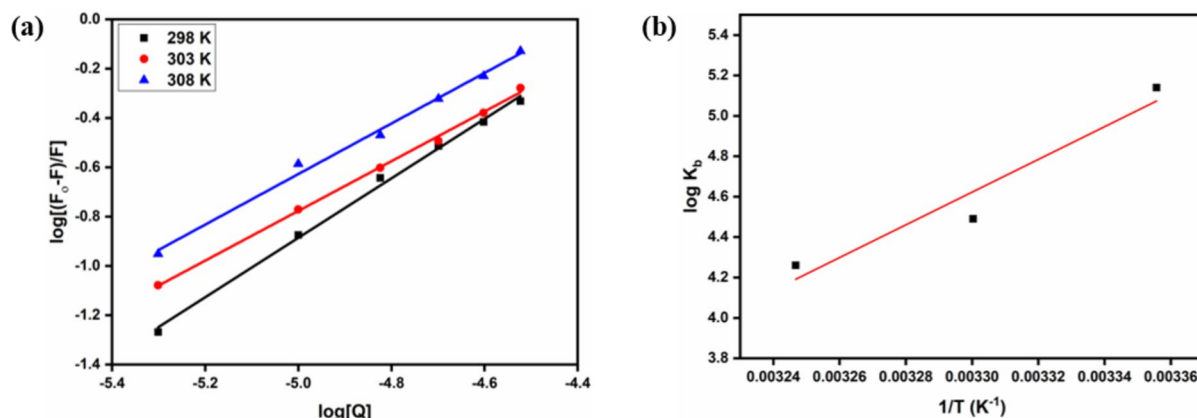 (a)
0.0
-0.2
-0.4
-0.6
-0.8
-1.0
-1.2
-1.4
298 K
303 K
308 K
log[(Fo-F)/F]
-5.4 -5.2 -5.0 -4.8 -4.6 -4.4
log[Q]
(b)
5.4
5.2
5.0
4.8
4.6
4.4
4.2
4.0
3.8
log Kb
0.00324 0.00326 0.00328 0.00330 0.00332 0.00334 0.00336
1/T (K-1)